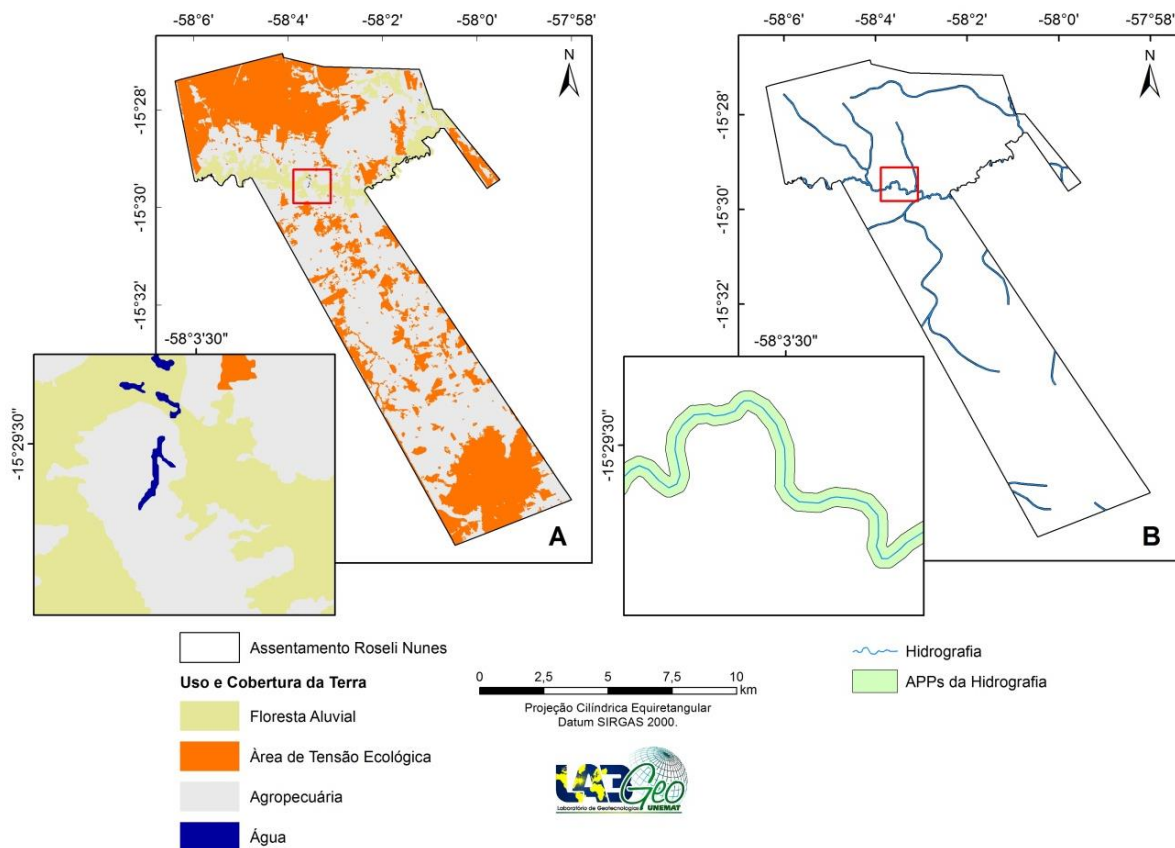 -58°6' -58°4' -58°2' -58°0' 57°58'
-58°6' -58°4' -58°2' -58°0' 57°58'
N
N
-15°28'
-15°30'
-15°32'
-15°28'
-15°30'
-15°32'
-58°3'30"
-58°3'30"
-15°29'30"
-15°29'30"
A
B
Assentamento Roseli Nunes
Uso e Cobertura da Terra
Floresta Aluvial
Àrea de Tensão Ecológica
Agropecuária
Água
0 2,5 5 7,5 10
km
Projeção Cilíndrica Equiretangular
Datum SIRGAS 2000.
LABGeo
Laboratório de Geotecnologias UNEMAT
Hidrografia
APPs da Hidrografia